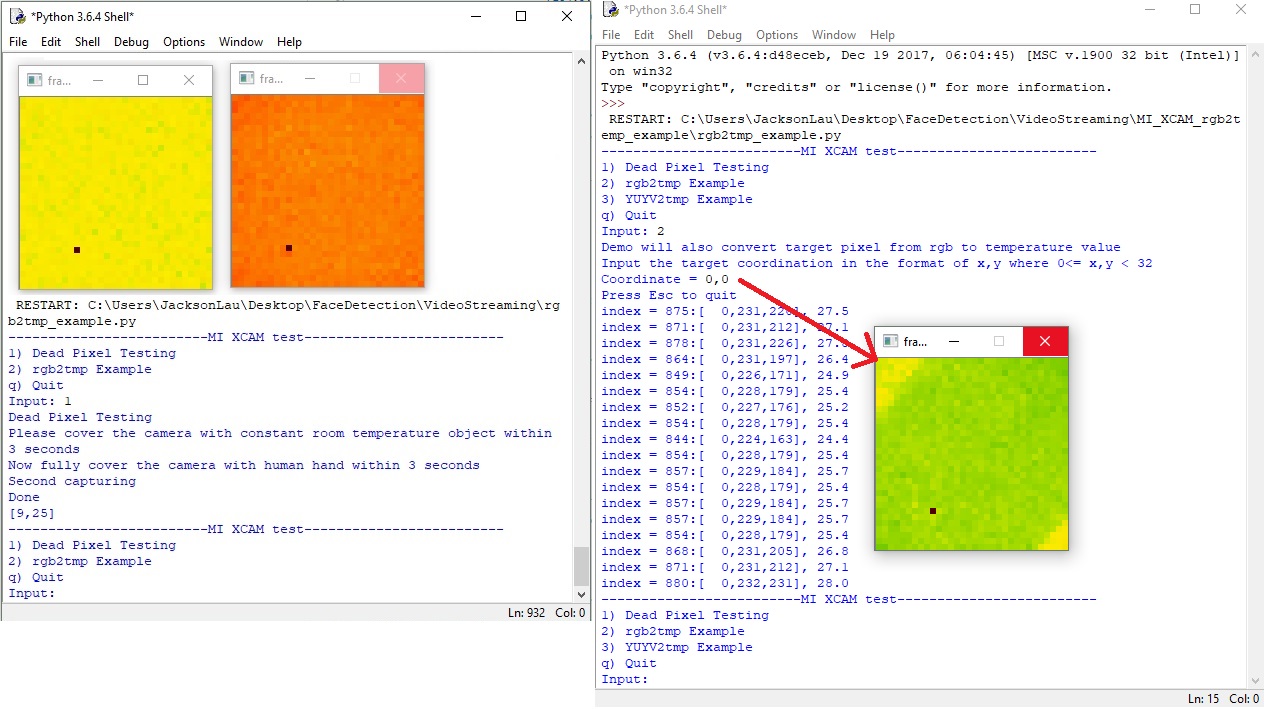 *Python 3.6.4 Shell*
File Edit Shell Debug Options Window Help
fra...
fra...
RESTART: C:\Users\JacksonLau\Desktop\FaceDetection\VideoStreaming\rg
b2tmp_example.py
-------------------------MI XCAM test-------------------------
1) Dead Pixel Testing
2) rgb2tmp Example
q) Quit
Input: 1
Dead Pixel Testing
Please cover the camera with constant room temperature object within
3 seconds
Now fully cover the camera with human hand within 3 seconds
Second capturing
Done
[9,25]
-------------------------MI XCAM test-------------------------
1) Dead Pixel Testing
2) rgb2tmp Example
q) Quit
Input:
Ln: 932 Col: 0
*Python 3.6.4 Shell*
File Edit Shell Debug Options Window Help
Python 3.6.4 (v3.6.4:d48eceb, Dec 19 2017, 06:04:45) [MSC v.1900 32 bit (Intel)]
on win32
Type "copyright", "credits" or "license()" for more information.
>>>
RESTART: C:\Users\JacksonLau\Desktop\FaceDetection\VideoStreaming\MI_XCAM_rgb2t
emp_example\rgb2tmp_example.py
-------------------------MI XCAM test-------------------------
1) Dead Pixel Testing
2) rgb2tmp Example
3) YUYV2tmp Example
q) Quit
Input: 2
Demo will also convert target pixel from rgb to temperature value
Input the target coordination in the format of x,y where 0<= x,y < 32
Coordinate = 0,0
Press Esc to quit
index = 875:[  0,231,220], 27.5
index = 871:[  0,231,212], 27.1
index = 878:[  0,231,226], 27.8
index = 864:[  0,231,197], 26.4
index = 849:[  0,226,171], 24.9
index = 854:[  0,228,179], 25.4
index = 852:[  0,227,176], 25.2
index = 854:[  0,228,179], 25.4
index = 844:[  0,224,163], 24.4
index = 854:[  0,228,179], 25.4
index = 857:[  0,229,184], 25.7
index = 854:[  0,228,179], 25.4
index = 857:[  0,229,184], 25.7
index = 857:[  0,229,184], 25.7
index = 854:[  0,228,179], 25.4
index = 868:[  0,231,205], 26.8
index = 871:[  0,231,212], 27.1
index = 880:[  0,232,231], 28.0
fra...
-------------------------MI XCAM test-------------------------
1) Dead Pixel Testing
2) rgb2tmp Example
3) YUYV2tmp Example
q) Quit
Input:
Ln: 15 Col: 0